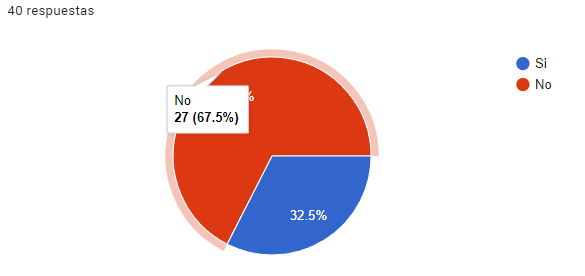 40 respuestas
Si
No
No
27 (67.5%)
%
32.5%